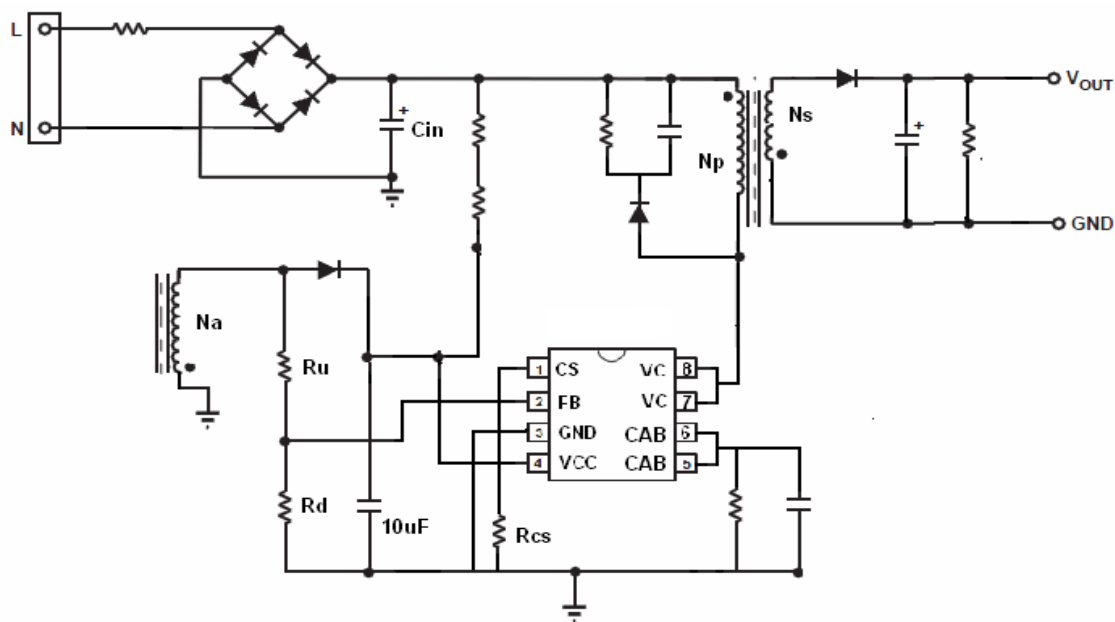 L
N
+
Cin
Np
Ns
+
VOUT
GND
Na
Ru
Rd
10uF
Rcs
1 CS VC 8
2 FB VC 7
3 GND CAB 6
4 VCC CAB 5